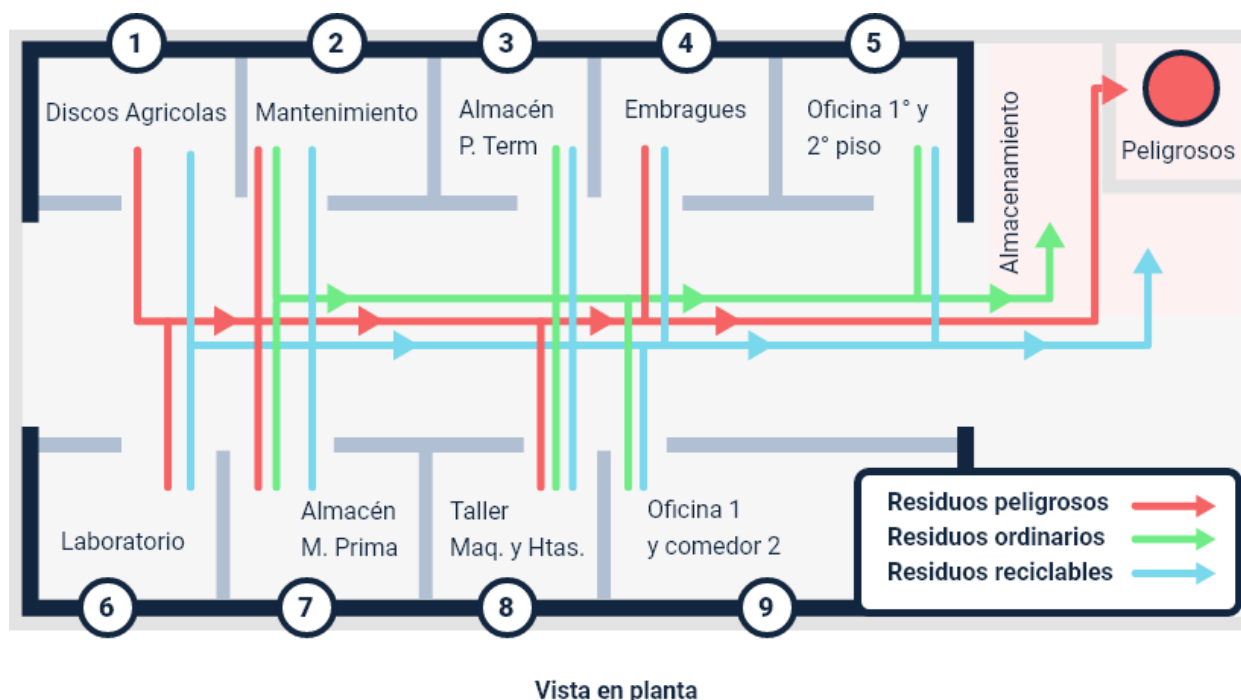 1
2
3
4
5
Discos Agricolas
Mantenimiento
Almacén
P. Term
Embragues
Oficina 1° y
2° piso
Almacenamiento
Peligrosos
Laboratorio
Almacén
M. Prima
Taller
Maq. y Htas.
Oficina 1
y comedor 2
Residuos peligrosos
Residuos ordinarios
Residuos reciclables
6
7
8
9
Vista en planta